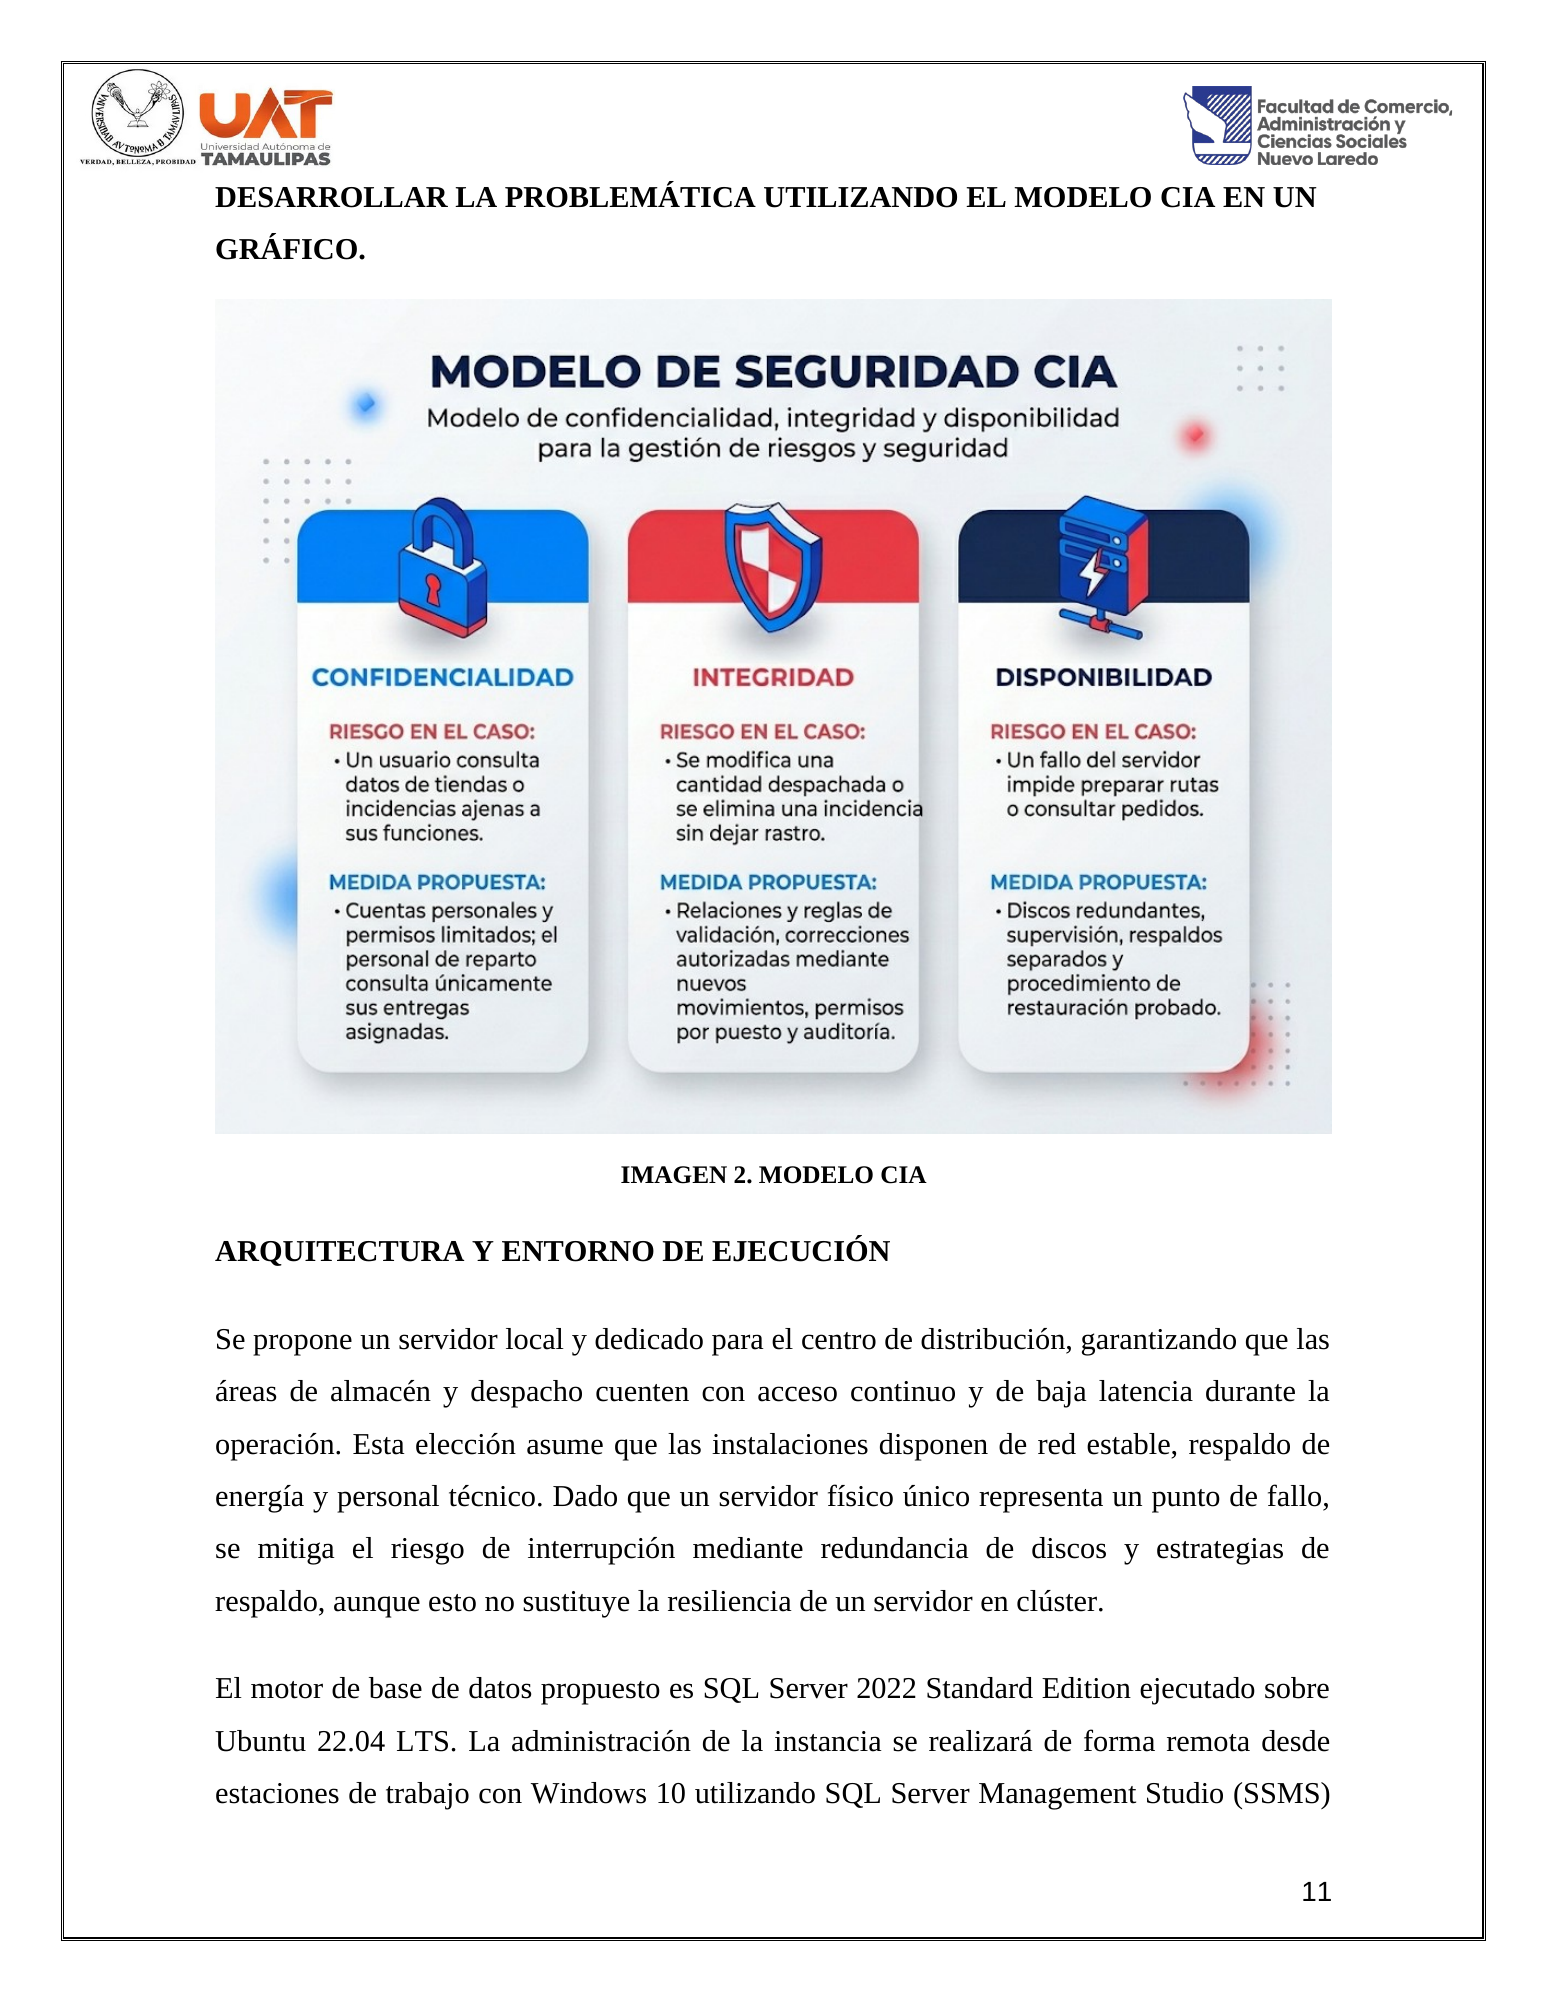 UNIVERSIDAD AVTONOMA D TAMAVLIPAS
VERDAD, BELLEZA, PROBIDAD
UAT
Universidad Autónoma de
TAMAULIPAS
Facultad de Comercio,
Administración y
Ciencias Sociales
Nuevo Laredo
DESARROLLAR LA PROBLEMÁTICA UTILIZANDO EL MODELO CIA EN UN
GRÁFICO.
MODELO DE SEGURIDAD CIA
Modelo de confidencialidad, integridad y disponibilidad
para la gestión de riesgos y seguridad
CONFIDENCIALIDAD
RIESGO EN EL CASO:
• Un usuario consulta
datos de tiendas o
incidencias ajenas a
sus funciones.
MEDIDA PROPUESTA:
• Cuentas personales y
permisos limitados; el
personal de reparto
consulta únicamente
sus entregas
asignadas.
INTEGRIDAD
RIESGO EN EL CASO:
• Se modifica una
cantidad despachada o
se elimina una incidencia
sin dejar rastro.
MEDIDA PROPUESTA:
• Relaciones y reglas de
validación, correcciones
autorizadas mediante
nuevos
movimientos, permisos
por puesto y auditoría.
DISPONIBILIDAD
RIESGO EN EL CASO:
• Un fallo del servidor
impide preparar rutas
o consultar pedidos.
MEDIDA PROPUESTA:
• Discos redundantes,
supervisión, respaldos
separados y
procedimiento de
restauración probado.
IMAGEN 2. MODELO CIA
ARQUITECTURA Y ENTORNO DE EJECUCIÓN
Se propone un servidor local y dedicado para el centro de distribución, garantizando que las
áreas de almacén y despacho cuenten con acceso continuo y de baja latencia durante la
operación. Esta elección asume que las instalaciones disponen de red estable, respaldo de
energía y personal técnico. Dado que un servidor físico único representa un punto de fallo,
se mitiga el riesgo de interrupción mediante redundancia de discos y estrategias de
respaldo, aunque esto no sustituye la resiliencia de un servidor en clúster.
El motor de base de datos propuesto es SQL Server 2022 Standard Edition ejecutado sobre
Ubuntu 22.04 LTS. La administración de la instancia se realizará de forma remota desde
estaciones de trabajo con Windows 10 utilizando SQL Server Management Studio (SSMS)
11